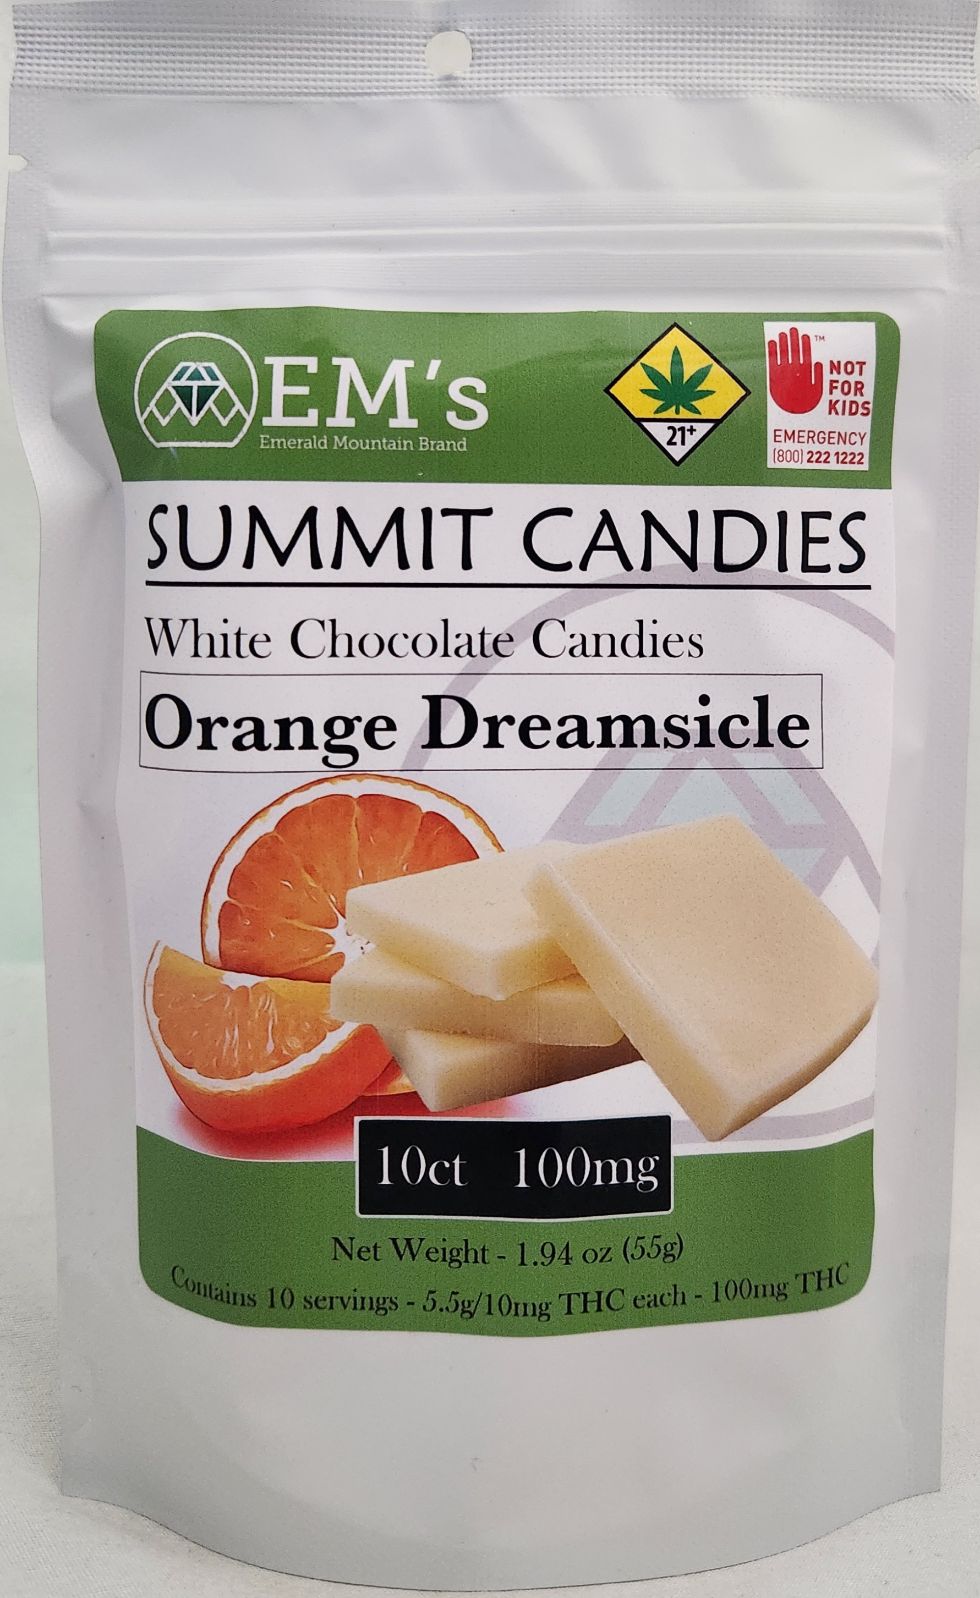 EM's
Emerald Mountain Brand
21+
TM
NOT
FOR
KIDS
EMERGENCY
(800) 222 1222
SUMMIT CANDIES
White Chocolate Candies
Orange Dreamsicle
10ct 100mg
Net Weight - 1.94 oz (55g)
Contains 10 servings - 5.5g/10mg THC each - 100mg THC